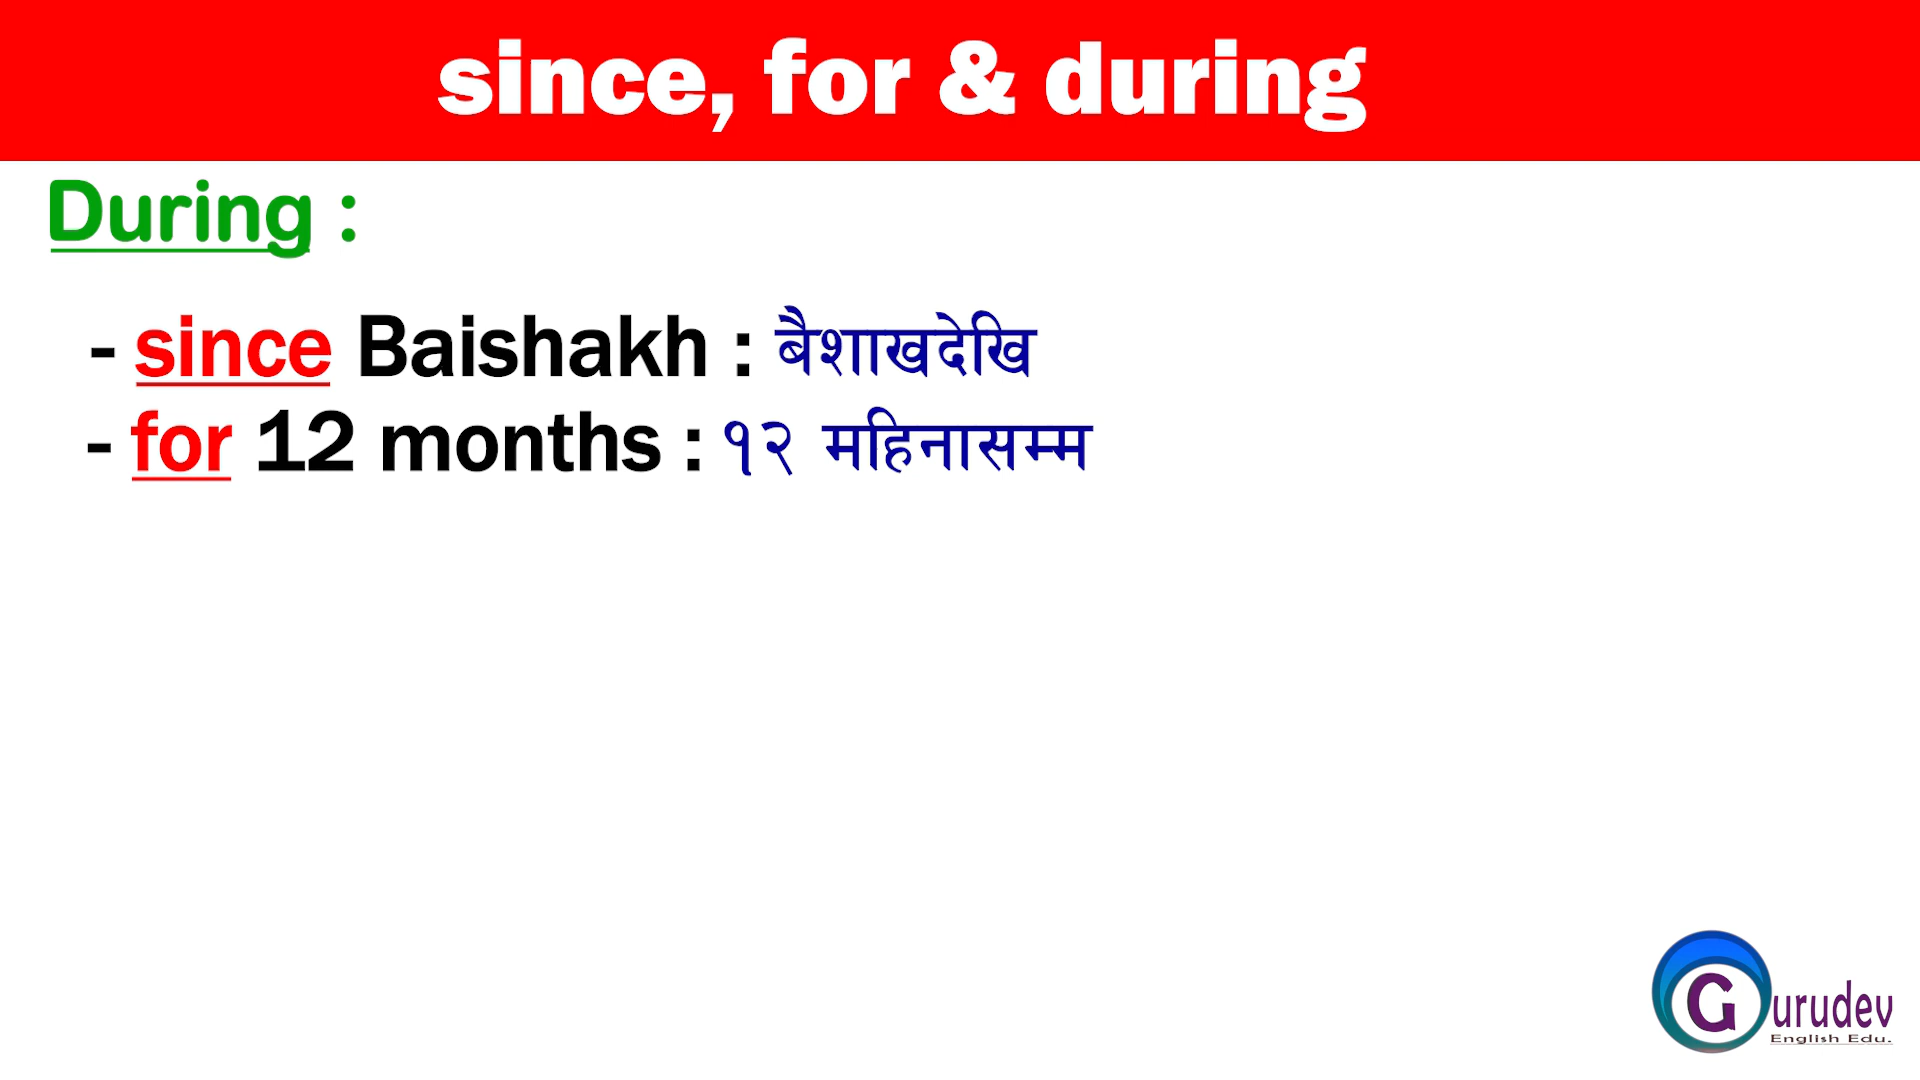 since, for & during
During :
- since Baishakh : बैशाखदेखि
- for 12 months : १२ महिनासम्म
Gurudev
English Edu.